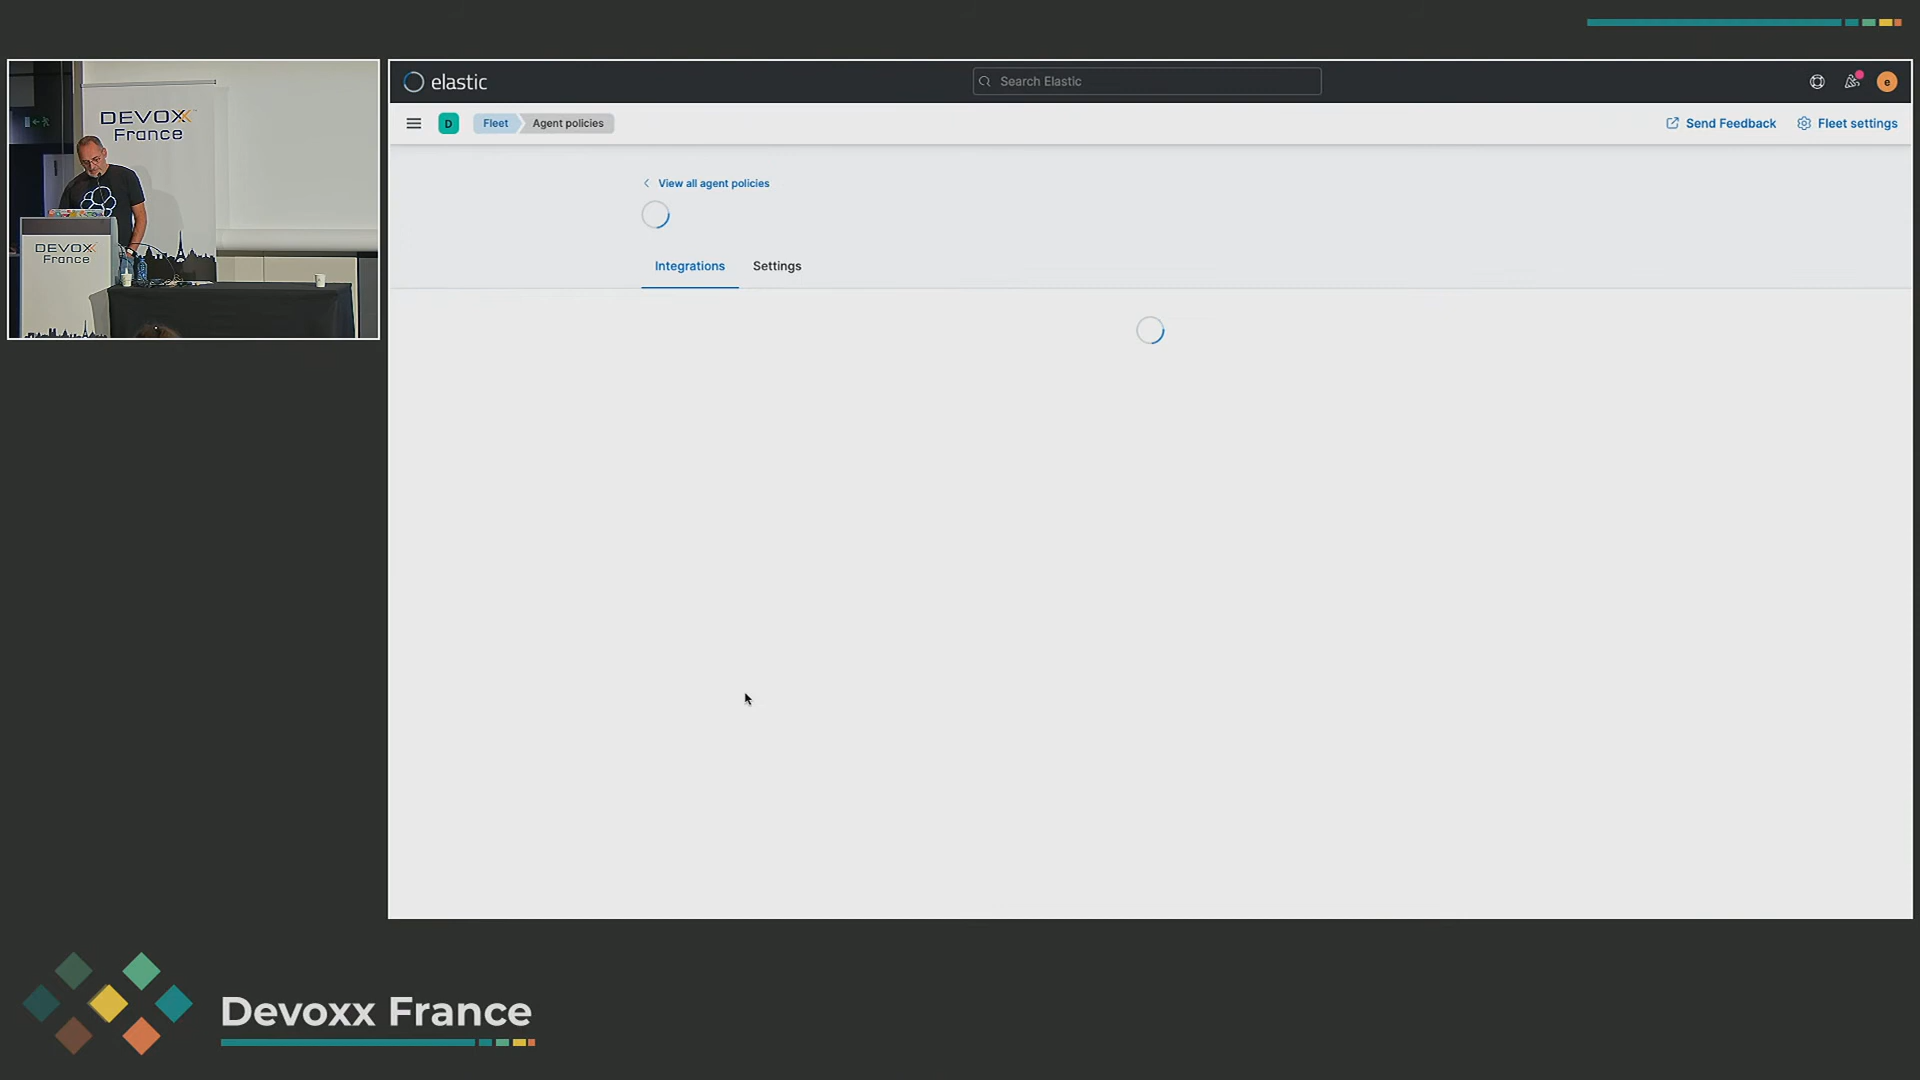 DEVOXX
France
DEVOXX
France
elastic
Search Elastic
e
D
Fleet
Agent policies
Send Feedback
Fleet settings
View all agent policies
Integrations
Settings
Devoxx France